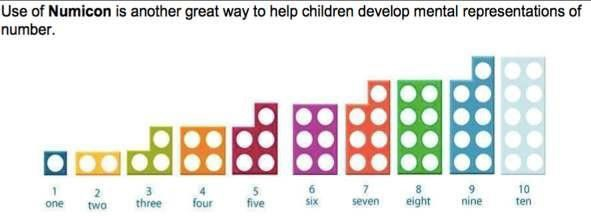 Use of Numicon is another great way to help children develop mental representations of
number.
1 2 3 4 5 6 7 8 9 10
one two three four five six seven eight nine ten